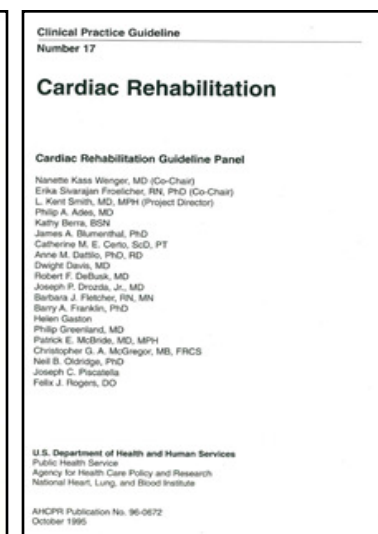 Clinical Practice Guideline
Number 17
Cardiac Rehabilitation
Cardiac Rehabilitation Guideline Panel
Nanette Kass Wenger, MD (Co-Chair)
Erika Sivarajan Froelicher, RN, PhD (Co-Chair)
L. Kent Smith, MD, MPH (Project Director)
Philip A. Ades, MD
Kathy Berra, BSN
James A. Blumenthal, PhD
Catherine M. E. Certo, ScD, PT
Anne M. Dattilo, PhD, RD
Dwight Davis, MD
Robert F. DeBusk, MD
Joseph P. Drozda, Jr., MD
Barbara J. Fletcher, RN, MN
Barry A. Franklin, PhD
Helen Gaston
Philip Greenland, MD
Patrick E. McBride, MD, MPH
Christopher G. A. McGregor, MB, FRCS
Neil B. Oldridge, PhD
Joseph C. Piscatella
Felix J. Rogers, DO
U.S. Department of Health and Human Services
Public Health Service
Agency for Health Care Policy and Research
National Heart, Lung, and Blood Institute
AHCPR Publication No. 96-0672
October 1995